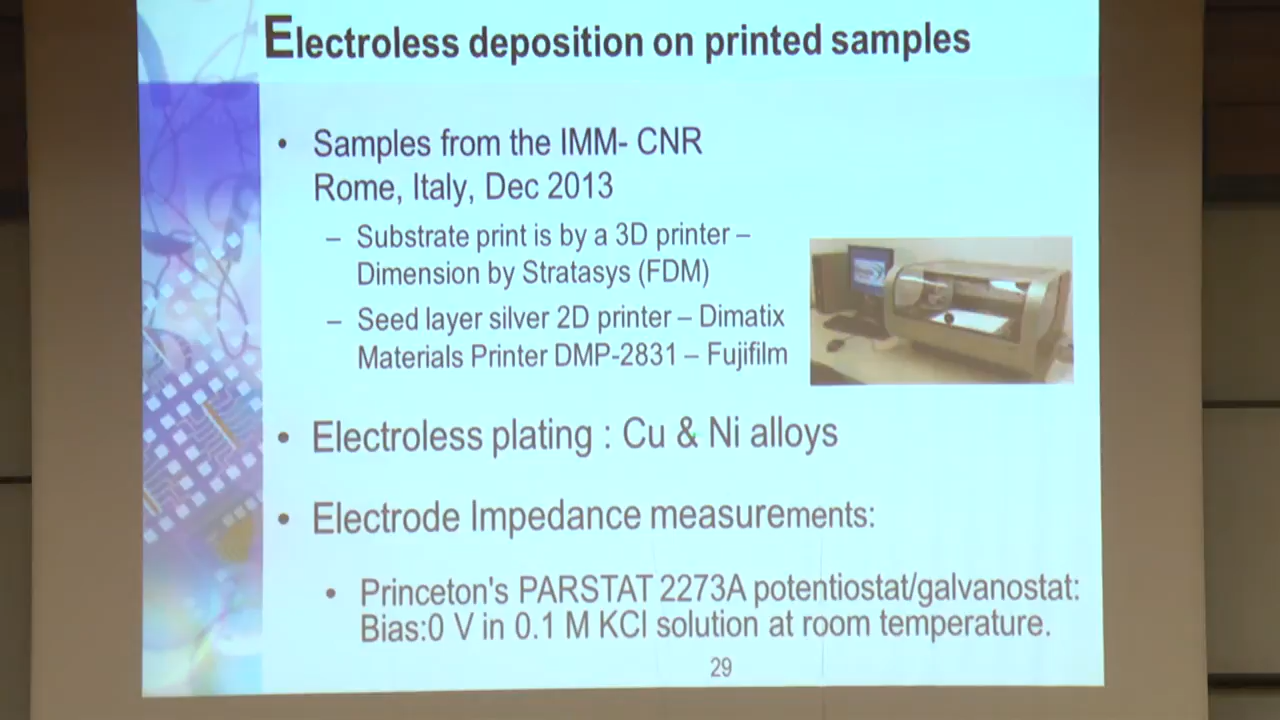 Electroless deposition on printed samples
• Samples from the IMM- CNR
Rome, Italy, Dec 2013
– Substrate print is by a 3D printer –
Dimension by Stratasys (FDM)
– Seed layer silver 2D printer – Dimatix
Materials Printer DMP-2831 – Fujifilm
• Electroless plating : Cu & Ni alloys
• Electrode Impedance measurements:
• Princeton's PARSTAT 2273A potentiostat/galvanostat:
Bias:0 V in 0.1 M KCl solution at room temperature.
29